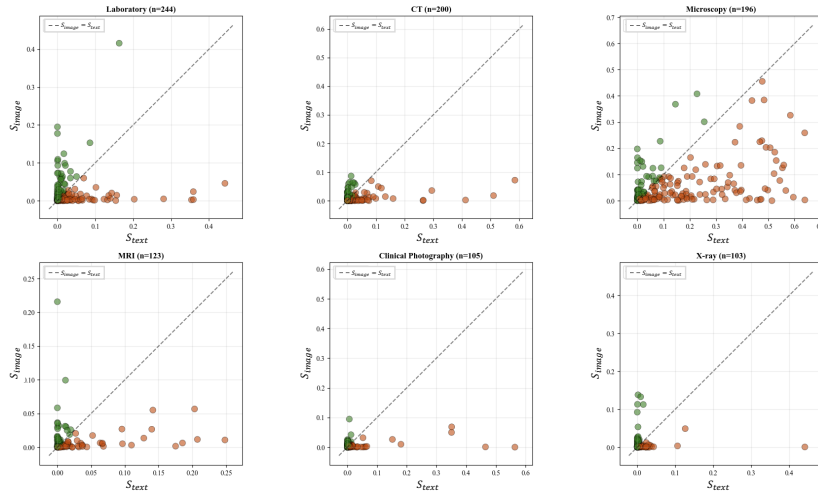 Laboratory (n=244)
S_image = S_text
0.4
0.3
0.2
0.1
0.0
S_image
0.0 0.1 0.2 0.3 0.4
S_text
CT (n=200)
S_image = S_text
0.6
0.5
0.4
0.3
0.2
0.1
0.0
S_image
0.0 0.1 0.2 0.3 0.4 0.5 0.6
S_text
Microscopy (n=196)
S_image = S_text
0.7
0.6
0.5
0.4
0.3
0.2
0.1
0.0
S_image
0.0 0.1 0.2 0.3 0.4 0.5 0.6 0.7
S_text
MRI (n=123)
S_image = S_text
0.25
0.20
0.15
0.10
0.05
0.00
S_image
0.00 0.05 0.10 0.15 0.20 0.25
S_text
Clinical Photography (n=105)
S_image = S_text
0.6
0.5
0.4
0.3
0.2
0.1
0.0
S_image
0.0 0.1 0.2 0.3 0.4 0.5 0.6
S_text
X-ray (n=103)
S_image = S_text
0.4
0.3
0.2
0.1
0.0
S_image
0.0 0.1 0.2 0.3 0.4
S_text